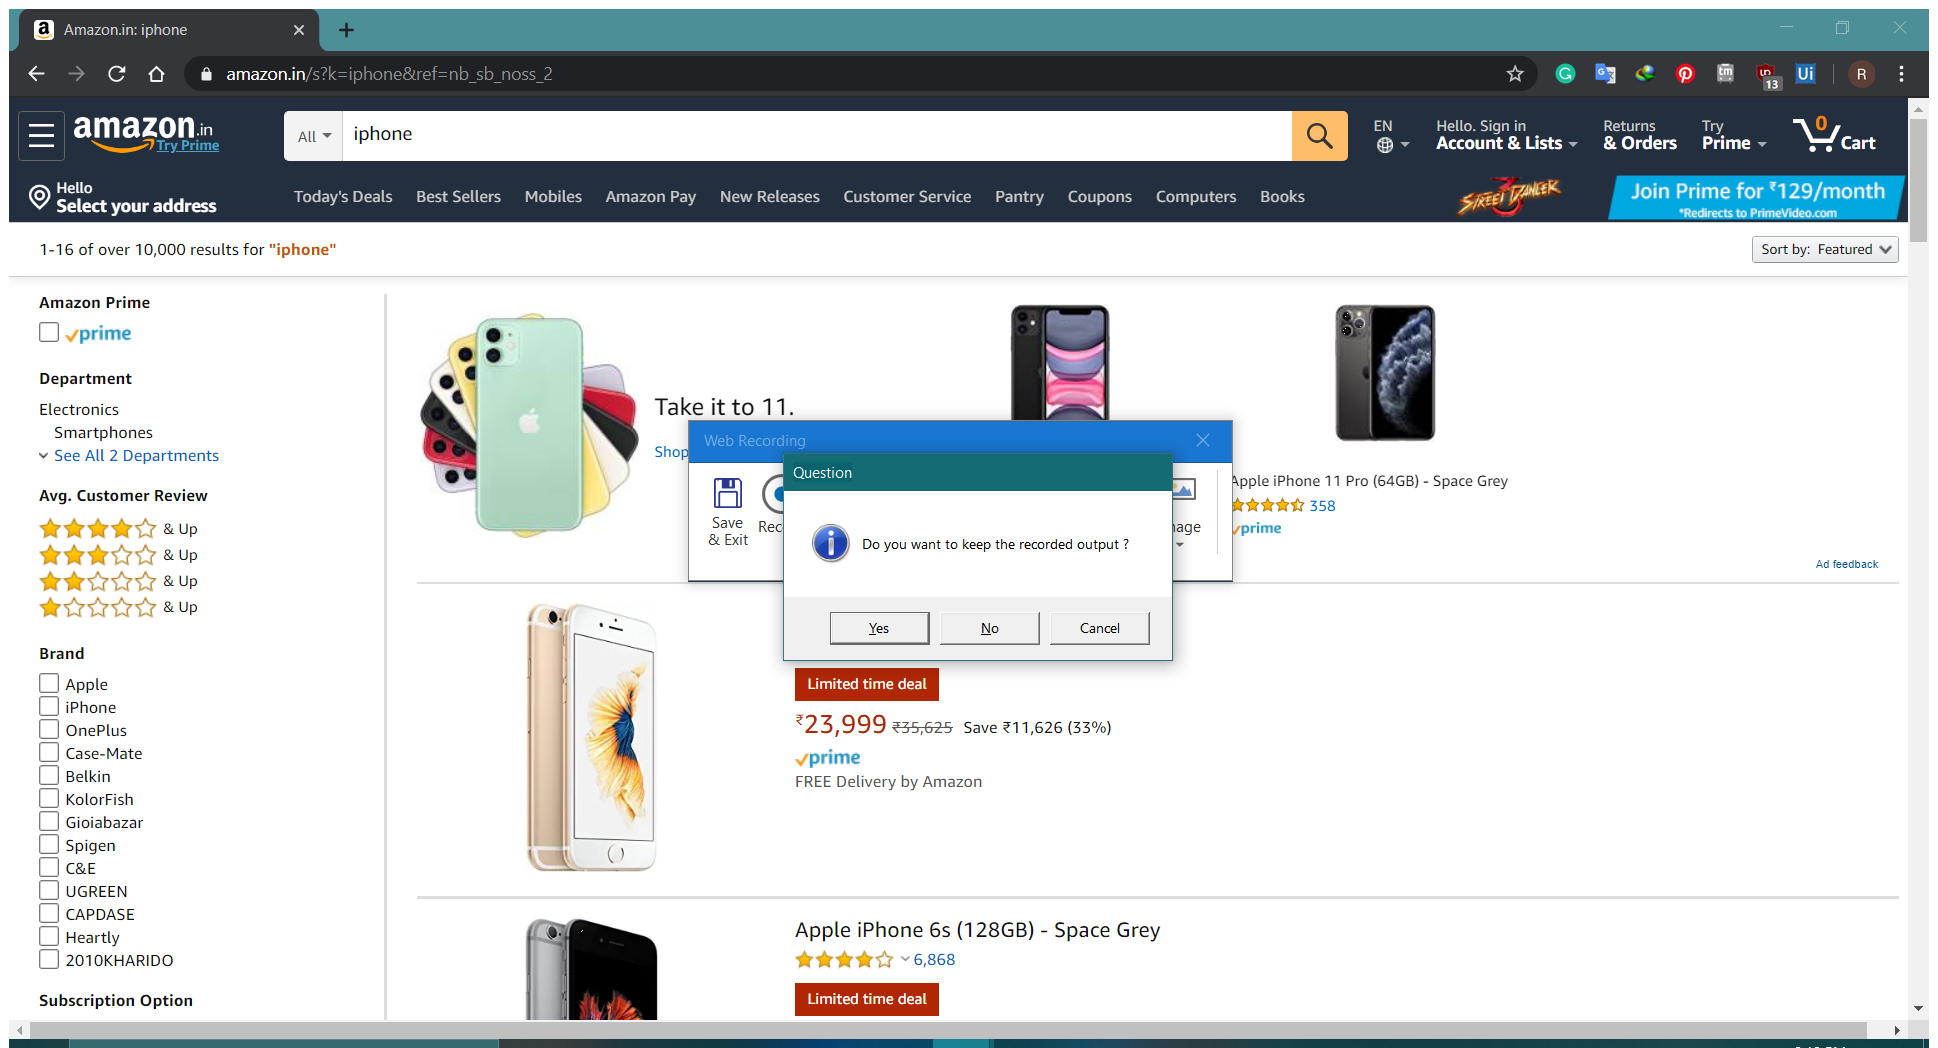 Amazon.in: iphone
amazon.in/s?k=iphone&ref=nb_sb_noss_2
13
Ui
R
amazon.in
Try Prime
All
iphone
EN
Hello. Sign in
Account & Lists
Returns
& Orders
Try
Prime
0
Cart
Hello
Select your address
Today's Deals
Best Sellers
Mobiles
Amazon Pay
New Releases
Customer Service
Pantry
Coupons
Computers
Books
STREET DANCER
3
Join Prime for ₹129/month
*Redirects to PrimeVideo.com
1-16 of over 10,000 results for "iphone"
Sort by: Featured
Amazon Prime
prime
Department
Electronics
Smartphones
See All 2 Departments
Avg. Customer Review
& Up
& Up
& Up
& Up
Brand
Apple
iPhone
OnePlus
Case-Mate
Belkin
KolorFish
Gioiabazar
Spigen
C&E
UGREEN
CAPDASE
Heartly
2010KHARIDO
Subscription Option
Take it to 11.
Shop
Web Recording
Save
& Exit
Question
Do you want to keep the recorded output ?
Yes
No
Cancel
Apple iPhone 11 Pro (64GB) - Space Grey
358
prime
Ad feedback
Limited time deal
₹23,999 ₹35,625 Save ₹11,626 (33%)
prime
FREE Delivery by Amazon
Apple iPhone 6s (128GB) - Space Grey
6,868
Limited time deal